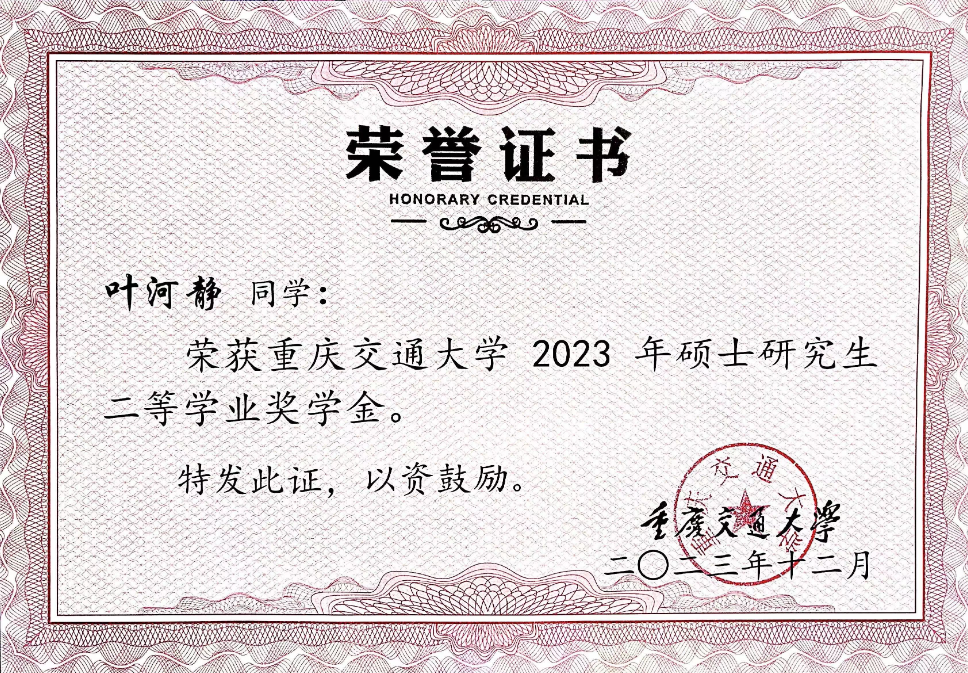 荣誉证书
HONORARY CREDENTIAL
叶河静 同学：
荣获重庆交通大学 2023 年硕士研究生
二等学业奖学金。
特发此证，以资鼓励。
重庆交通大学
重庆交通大学
二〇二三年十二月